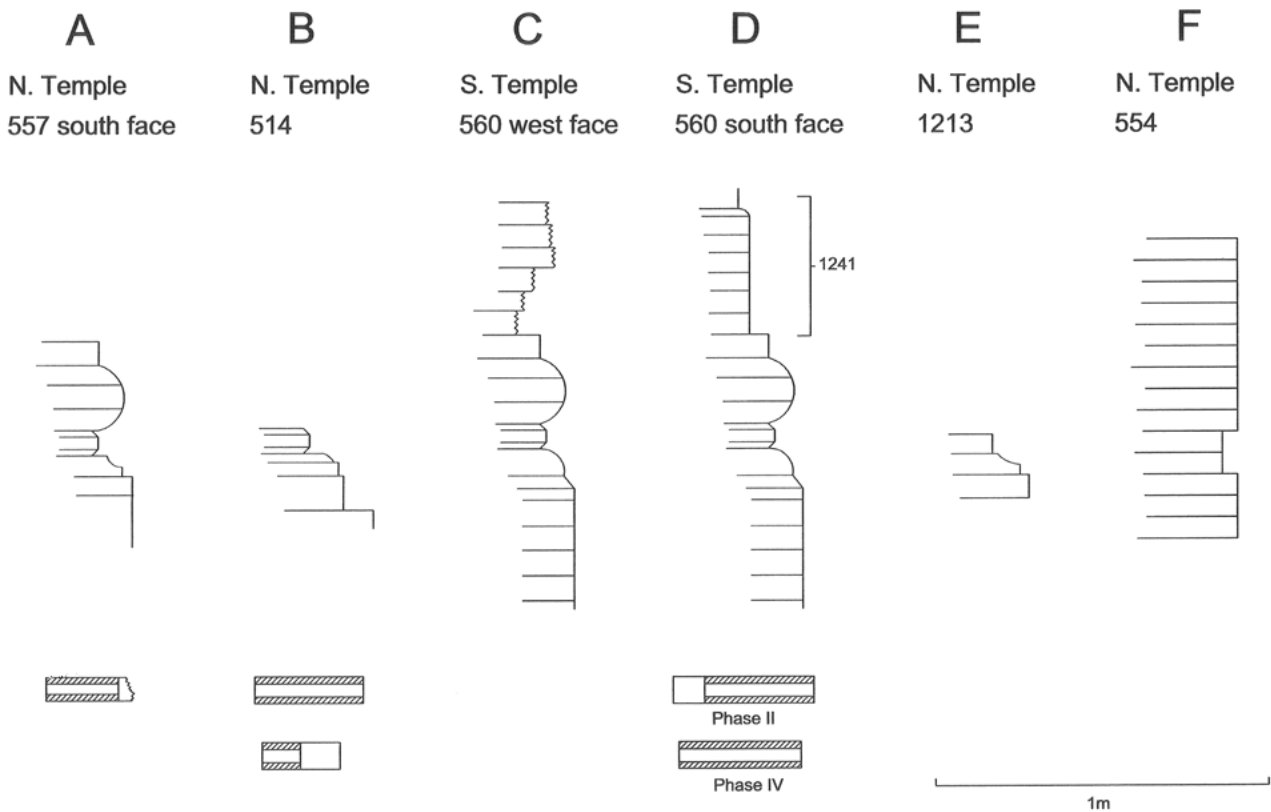 A B C D E F
N. Temple N. Temple S. Temple S. Temple N. Temple N. Temple
557 south face 514 560 west face 560 south face 1213 554
1241
Phase II
Phase IV
1m